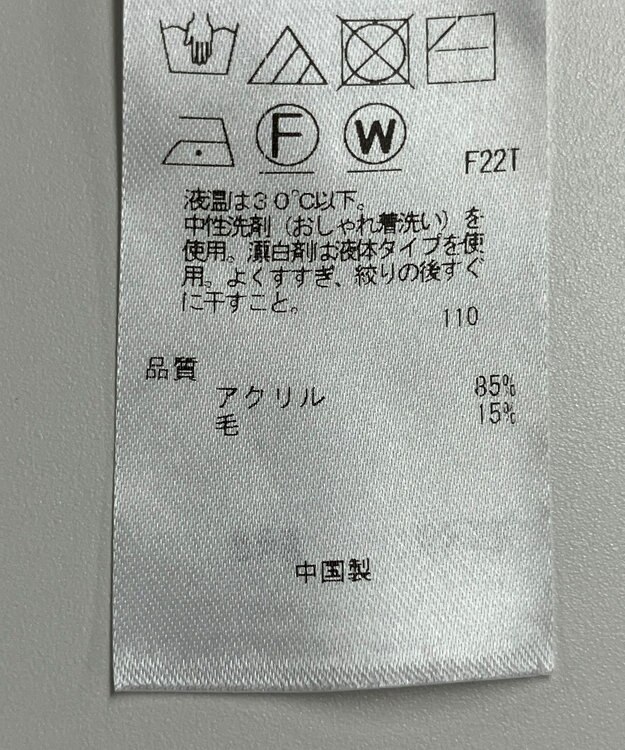 F W
F22T
液温は30℃以下。
中性洗剤(おしゃれ着洗い)を
使用。漂白剤は液体タイプを使
用。よくすすぎ、絞りの後すぐ
に干すこと。
110
品質
アクリル 85%
毛 15%
中国製